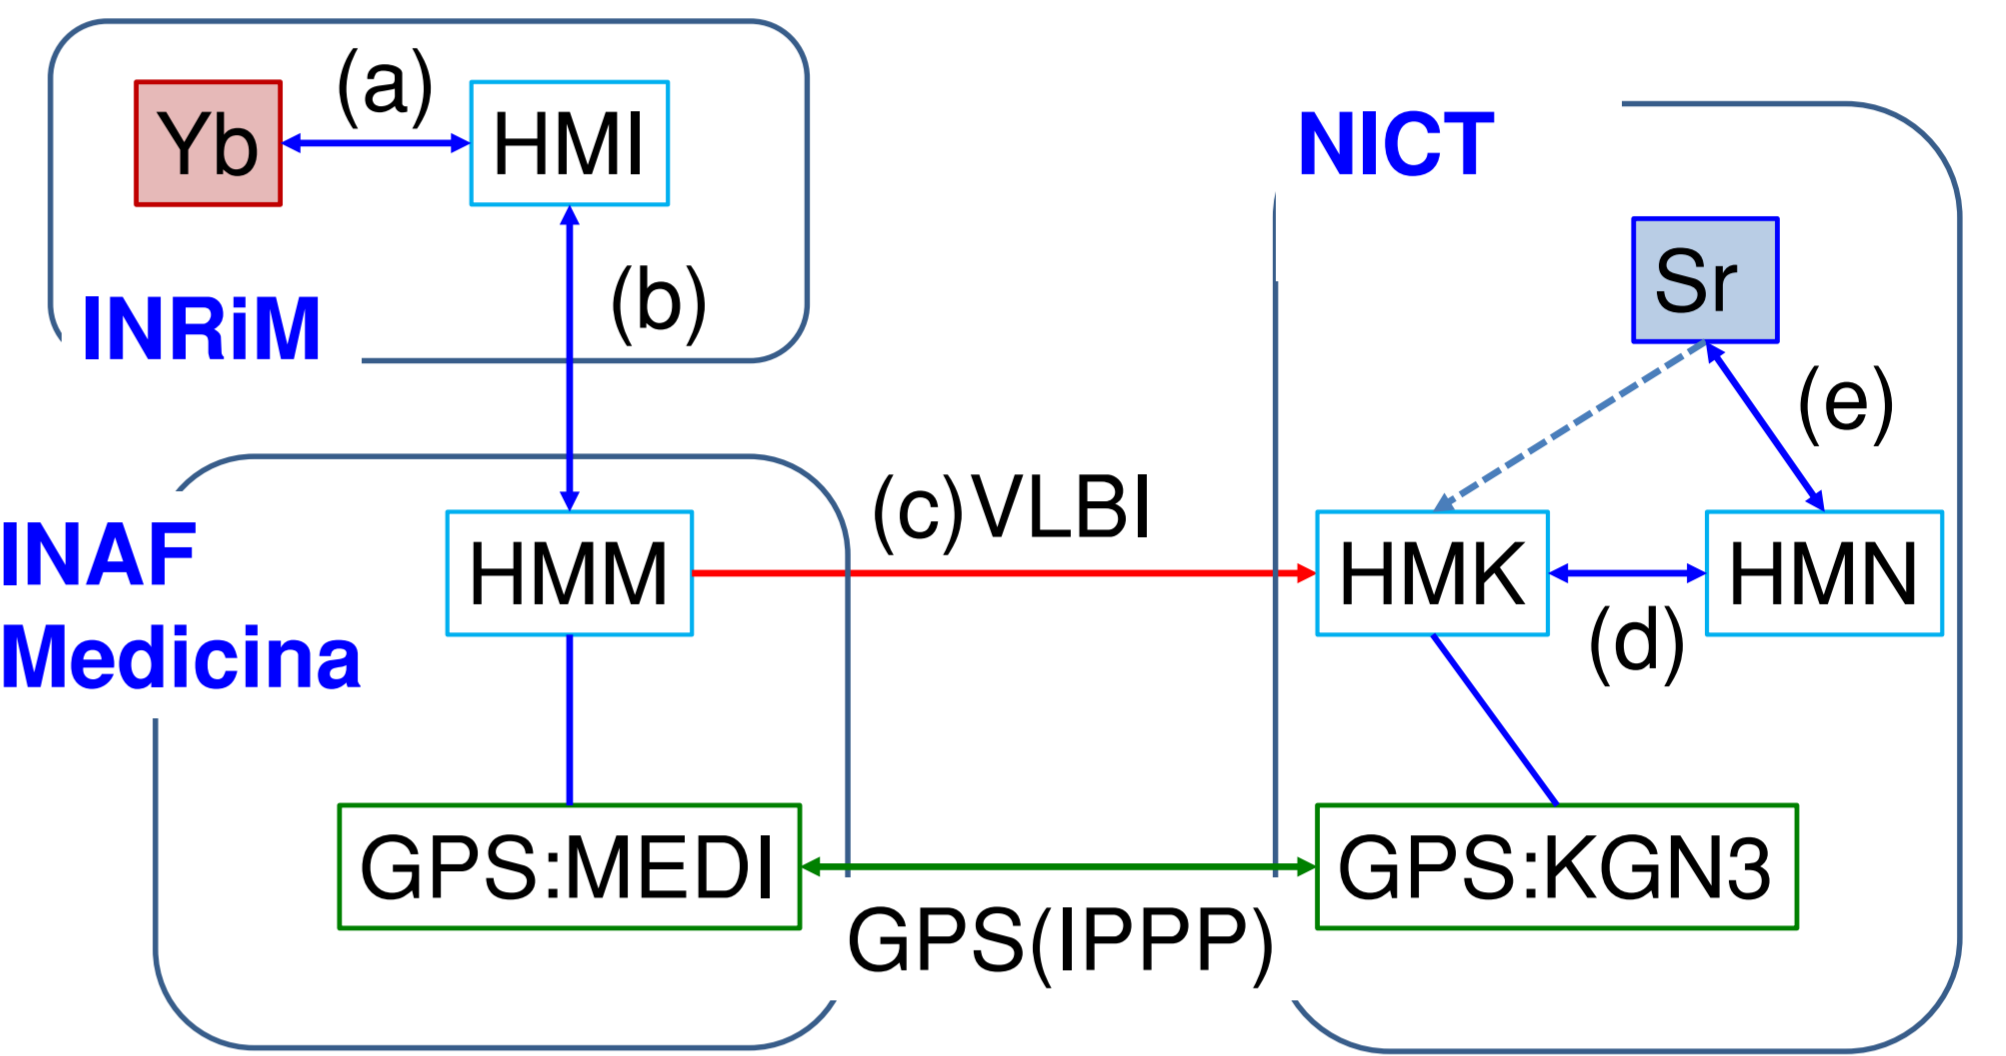 (a)
Yb
HMI
NICT
INRiM
(b)
Sr
(e)
(c)VLBI
INAF
Medicina
HMM
HMK
HMN
(d)
GPS:MEDI
GPS:KGN3
GPS(IPPP)